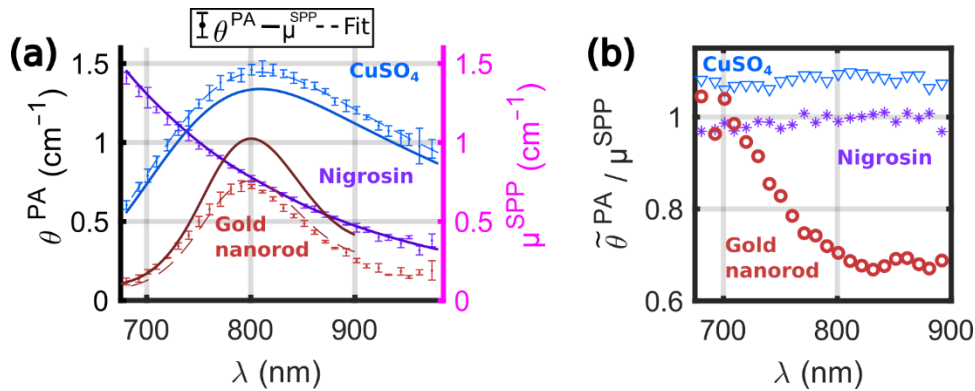 θ^PA μ^SPP Fit
(a)
θ^PA (cm⁻¹)
1.5
1
0.5
0
CuSO₄
Nigrosin
Gold
nanorod
1.5
1
0.5
0
μ^SPP (cm⁻¹)
700 800 900
λ (nm)
(b)
θ̃^PA / μ^SPP
1
0.8
0.6
CuSO₄
Nigrosin
Gold
nanorod
700 800 900
λ (nm)